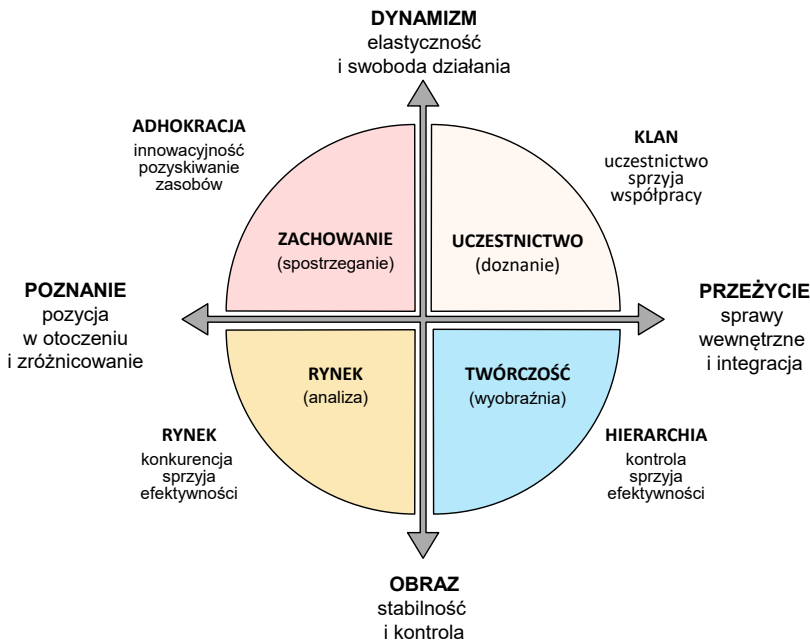 DYNAMIZM
elastyczność
i swoboda działania
ADHOKRACJA
innowacyjność
pozyskiwanie
zasobów
KLAN
uczestnictwo
sprzyja
współpracy
ZACHOWANIE
(spostrzeganie)
UCZESTNICTWO
(doznanie)
POZNANIE
pozycja
w otoczeniu
i zróżnicowanie
PRZEŻYCIE
sprawy
wewnętrzne
i integracja
RYNEK
(analiza)
TWÓRCZOŚĆ
(wyobraźnia)
RYNEK
konkurencja
sprzyja
efektywności
HIERARCHIA
kontrola
sprzyja
efektywności
OBRAZ
stabilność
i kontrola